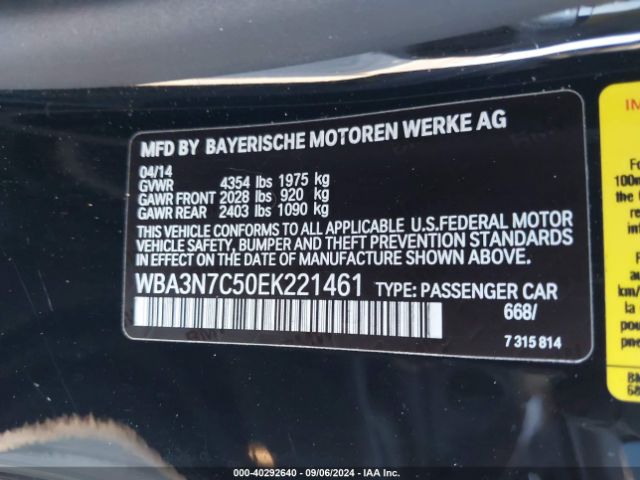 MFD BY BAYERISCHE MOTOREN WERKE AG
04/14
GVWR 4354 lbs 1975 kg
GAWR FRONT 2028 lbs 920 kg
GAWR REAR 2403 lbs 1090 kg
THIS VEHICLE CONFORMS TO ALL APPLICABLE U.S.FEDERAL MOTOR
VEHICLE SAFETY, BUMPER AND THEFT PREVENTION STANDARDS
IN EFFECT ON THE DATE OF MANUFACTURE SHOWN ABOVE.
WBA3N7C50EK221461 TYPE: PASSENGER CAR
668/
7 315 814
000-40292640 - 09/06/2024 - IAA Inc.